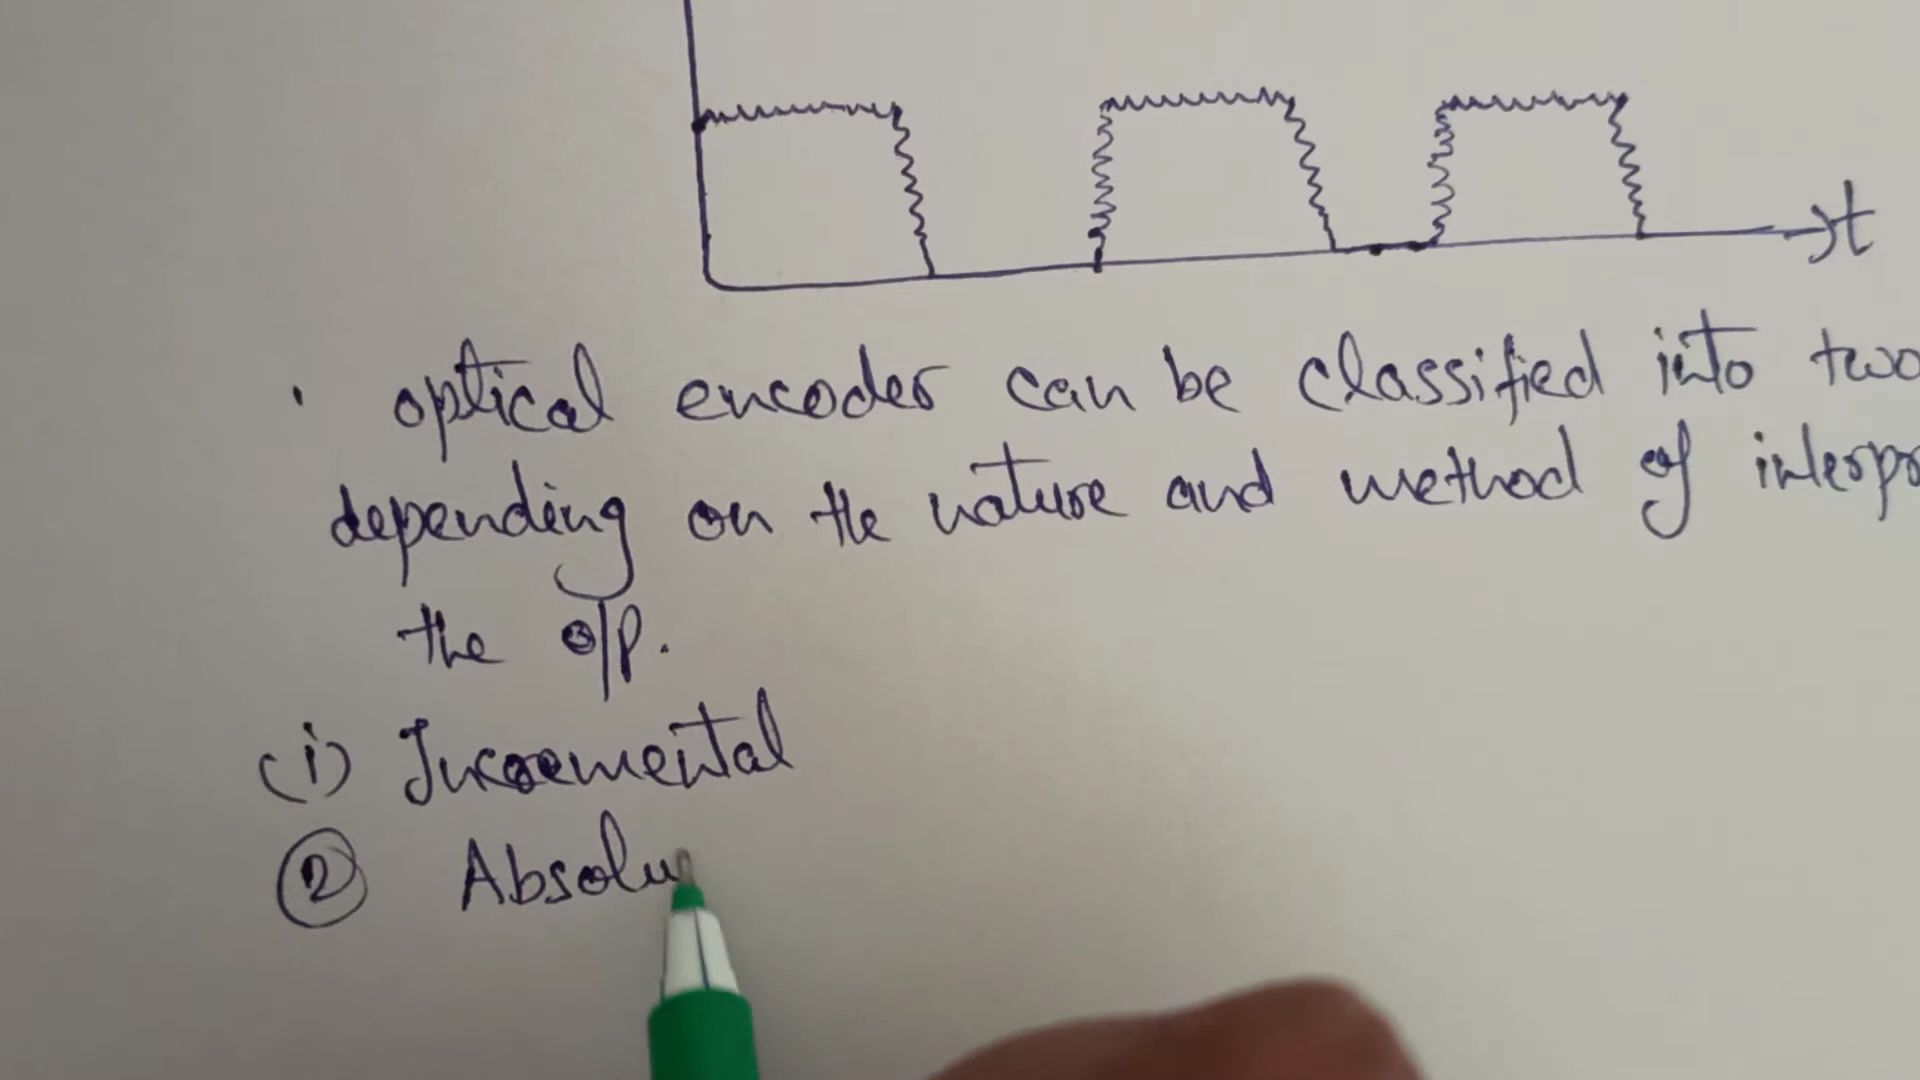 t
optical encoder can be classified into two
depending on the nature and method of
the o/p.
(i) Incremental
② Absolu